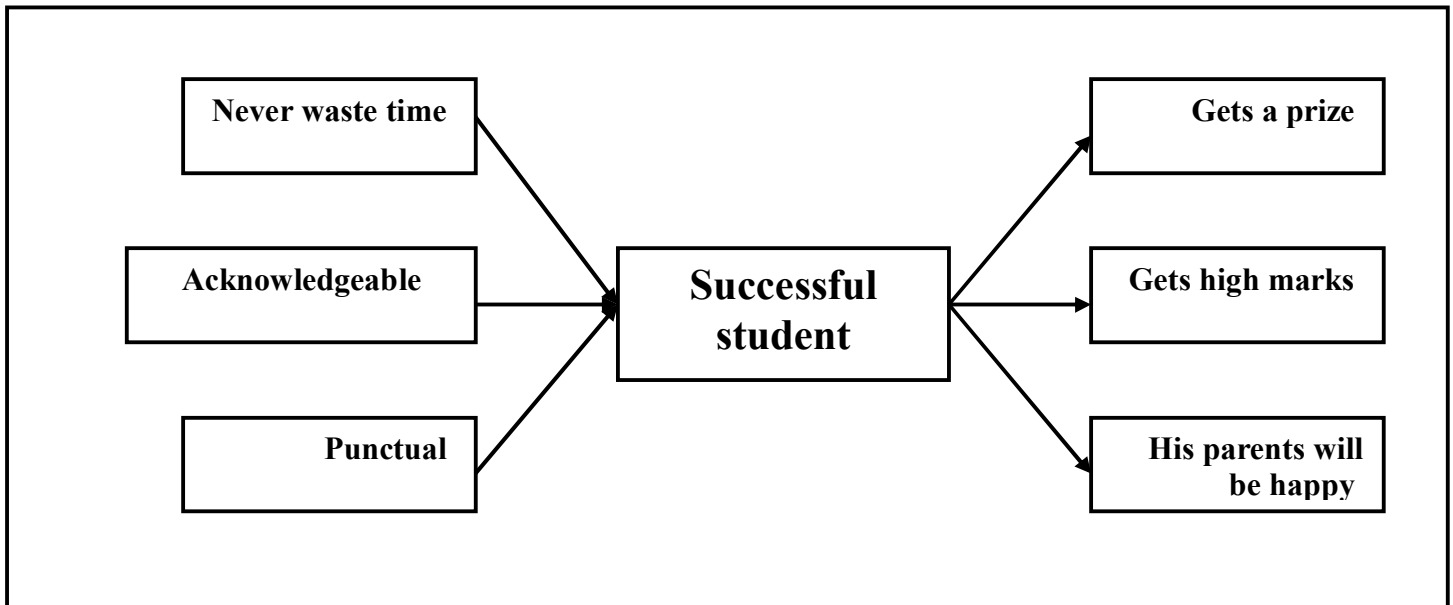 Never waste time
Acknowledgeable
Punctual
Successful
student
Gets a prize
Gets high marks
His parents will
be happy